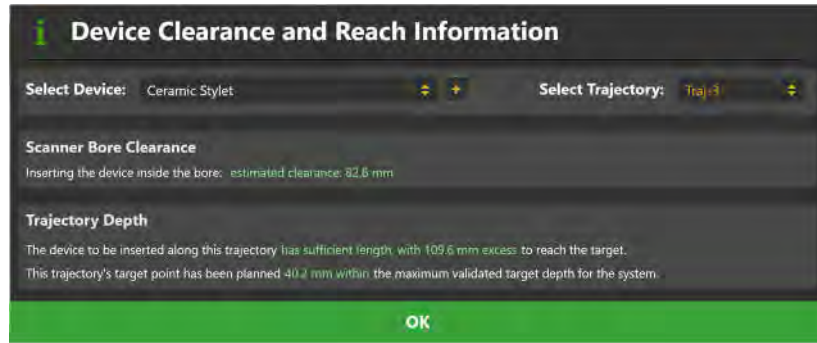 Device Clearance and Reach Information
Select Device: Ceramic Stylet + Select Trajectory: Traj-3
Scanner Bore Clearance
Inserting the device inside the bore: estimated clearance: 82.6 mm
Trajectory Depth
The device to be inserted along this trajectory has sufficient length, with 109.6 mm excess to reach the target.
This trajectory's target point has been planned 40.2 mm within the maximum validated target depth for the system.
OK